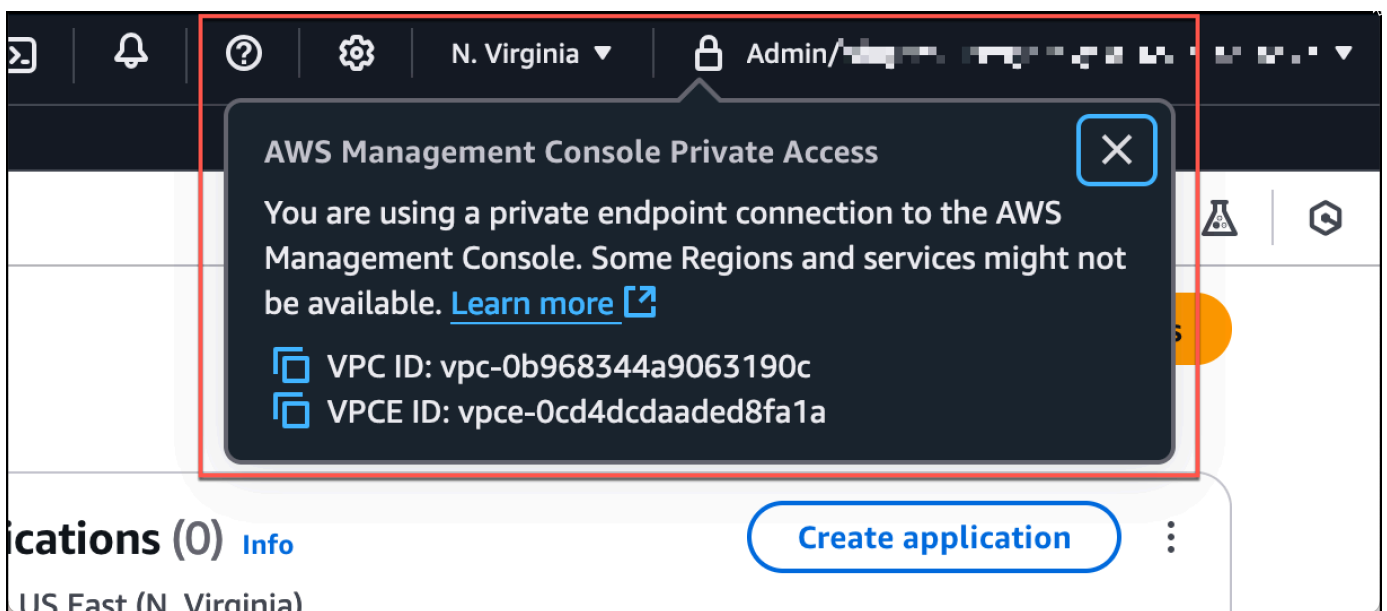 N. Virginia ▼ Admin/
AWS Management Console Private Access
You are using a private endpoint connection to the AWS
Management Console. Some Regions and services might not
be available. Learn more
s
VPC ID: vpc-0b968344a9063190c
VPCE ID: vpce-0cd4dcdaaded8fa1a
ications (0) Info
Create application
US East (N. Virginia)